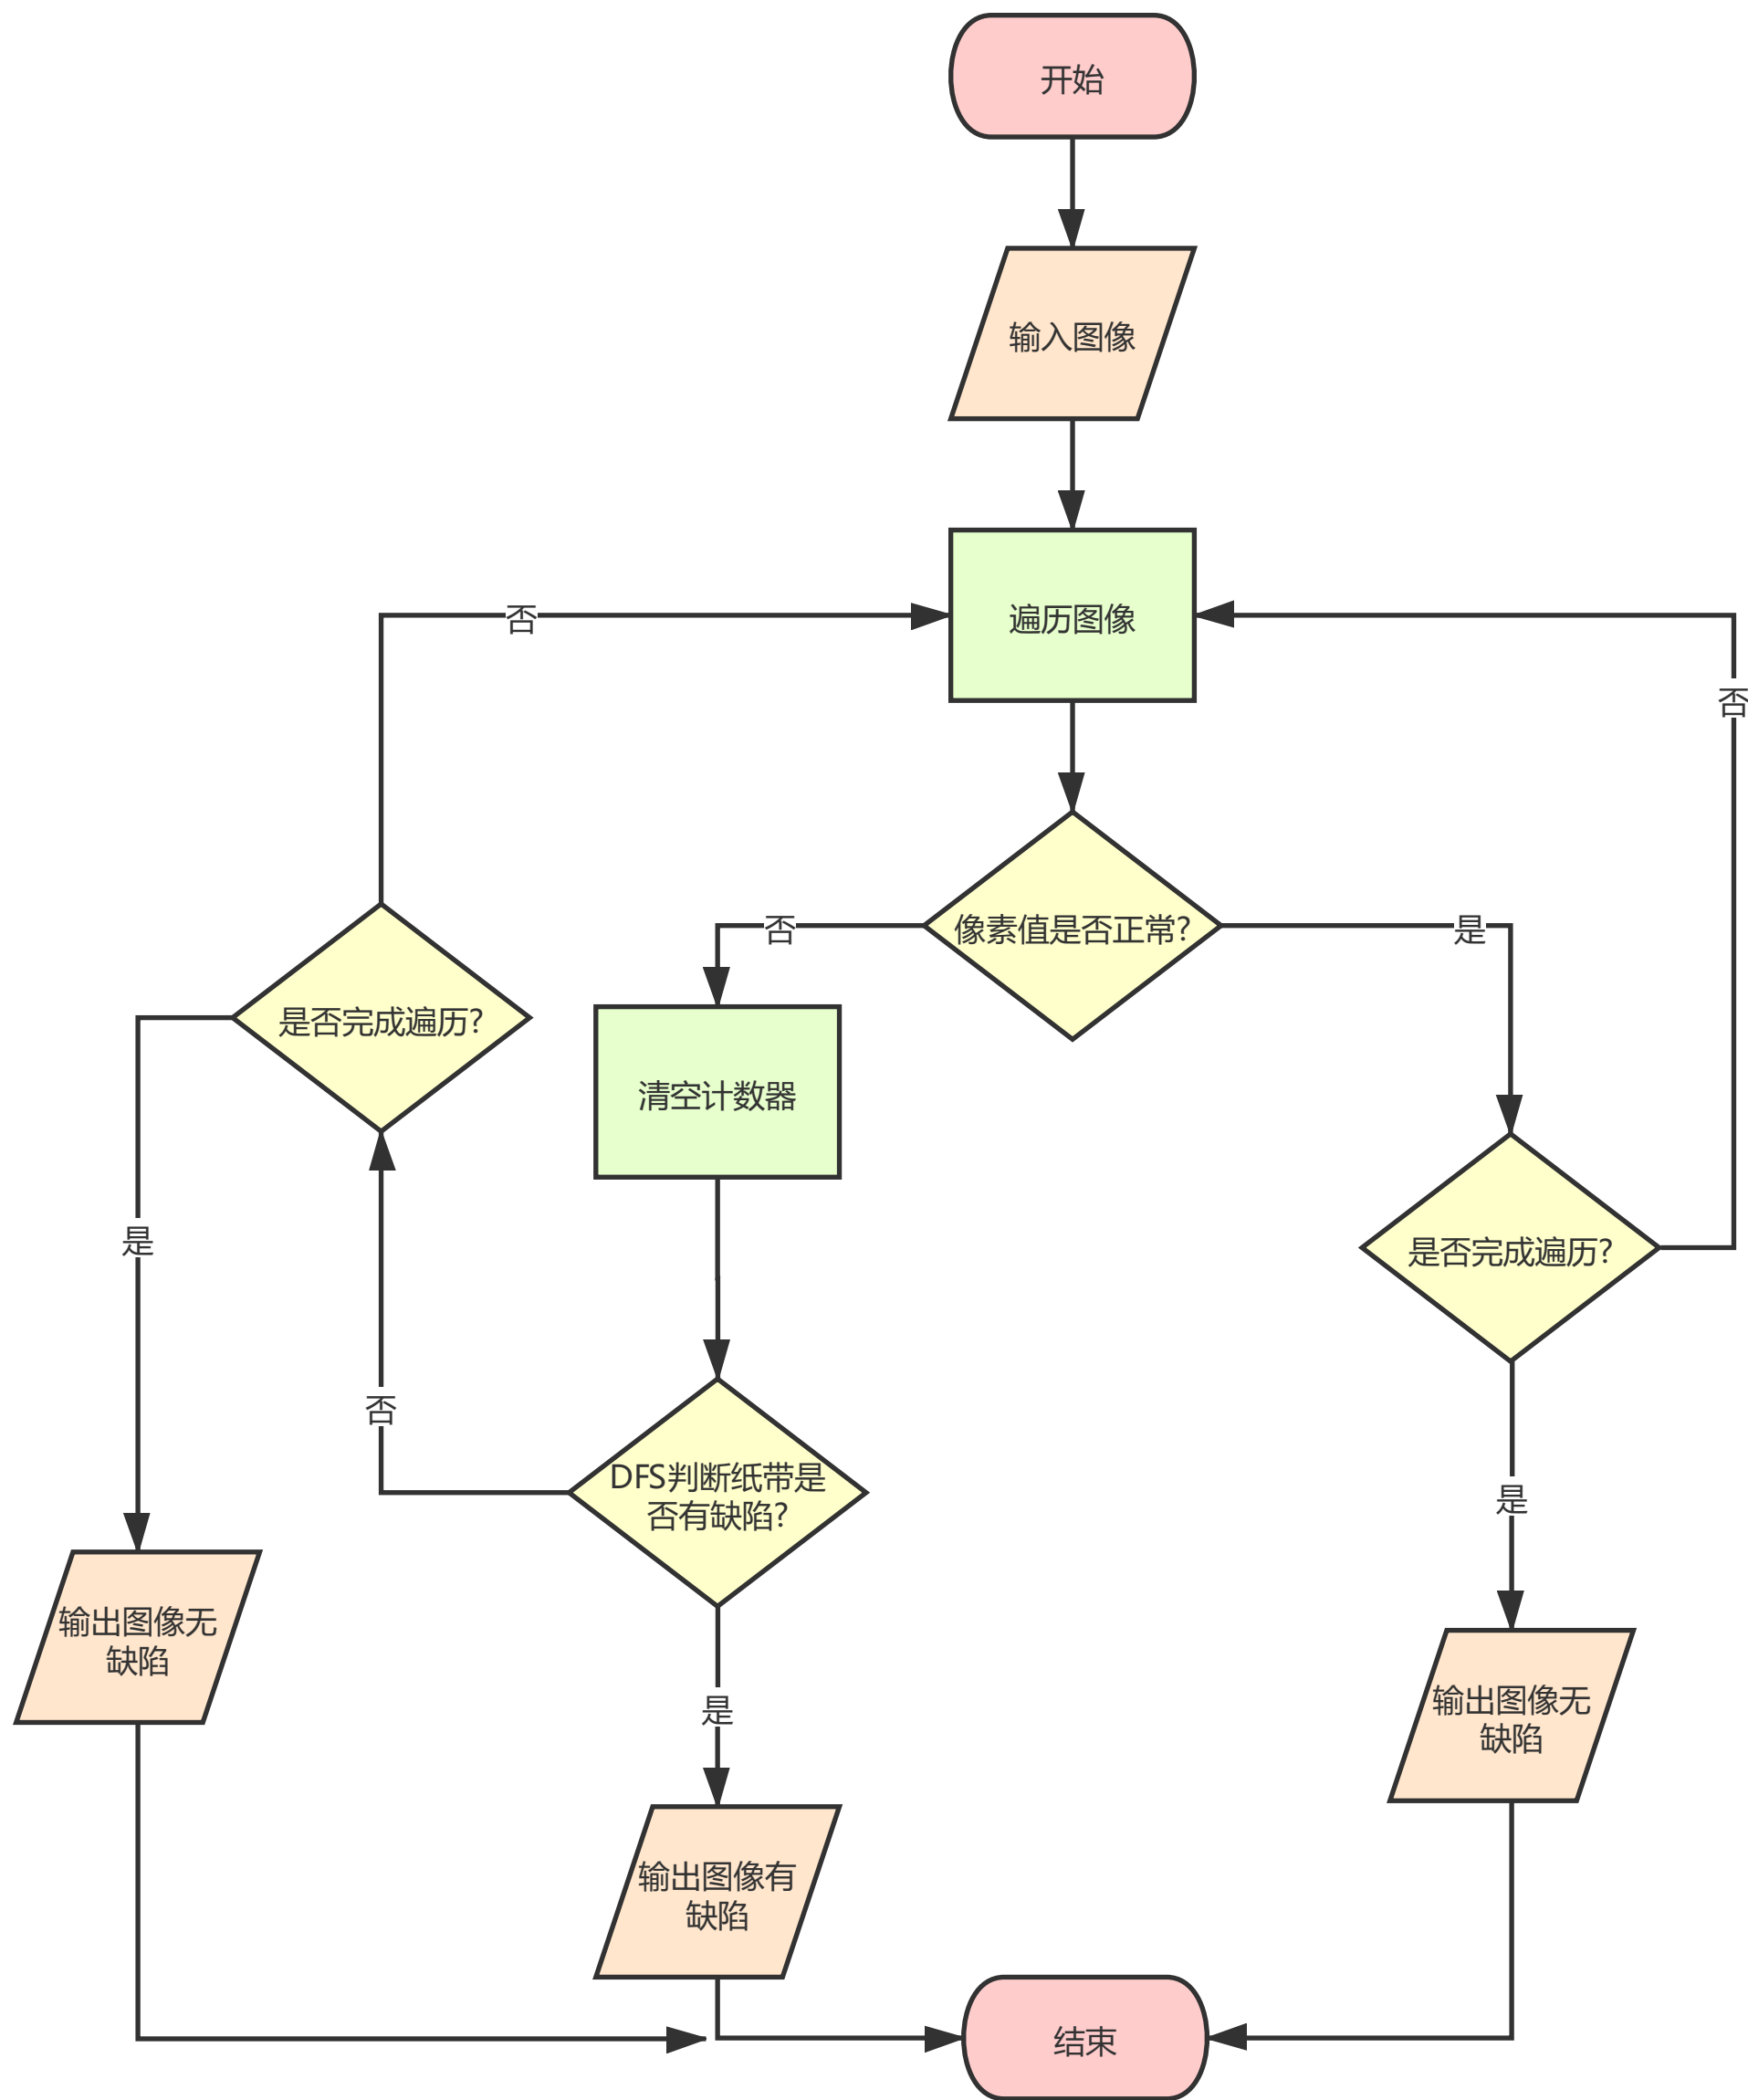 开始
输入图像
遍历图像
否
否
像素值是否正常?
否
是
是否完成遍历?
清空计数器
是
是否完成遍历?
否
DFS判断纸带是
否有缺陷?
是
输出图像无
缺陷
是
输出图像无
缺陷
输出图像有
缺陷
结束